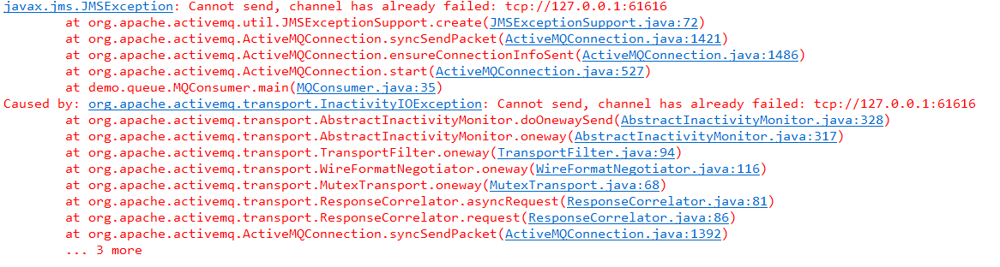 javax.jms.JMSException: Cannot send, channel has already failed: tcp://127.0.0.1:61616
at org.apache.activemq.util.JMSExceptionSupport.create(JMSExceptionSupport.java:72)
at org.apache.activemq.ActiveMQConnection.syncSendPacket(ActiveMQConnection.java:1421)
at org.apache.activemq.ActiveMQConnection.ensureConnectionInfoSent(ActiveMQConnection.java:1486)
at org.apache.activemq.ActiveMQConnection.start(ActiveMQConnection.java:527)
at demo.queue.MQConsumer.main(MQConsumer.java:35)
Caused by: org.apache.activemq.transport.InactivityIOException: Cannot send, channel has already failed: tcp://127.0.0.1:61616
at org.apache.activemq.transport.AbstractInactivityMonitor.doOnewaySend(AbstractInactivityMonitor.java:328)
at org.apache.activemq.transport.AbstractInactivityMonitor.oneway(AbstractInactivityMonitor.java:317)
at org.apache.activemq.transport.TransportFilter.oneway(TransportFilter.java:94)
at org.apache.activemq.transport.WireFormatNegotiator.oneway(WireFormatNegotiator.java:116)
at org.apache.activemq.transport.MutexTransport.oneway(MutexTransport.java:68)
at org.apache.activemq.transport.ResponseCorrelator.asyncRequest(ResponseCorrelator.java:81)
at org.apache.activemq.transport.ResponseCorrelator.request(ResponseCorrelator.java:86)
at org.apache.activemq.ActiveMQConnection.syncSendPacket(ActiveMQConnection.java:1392)
... 3 more